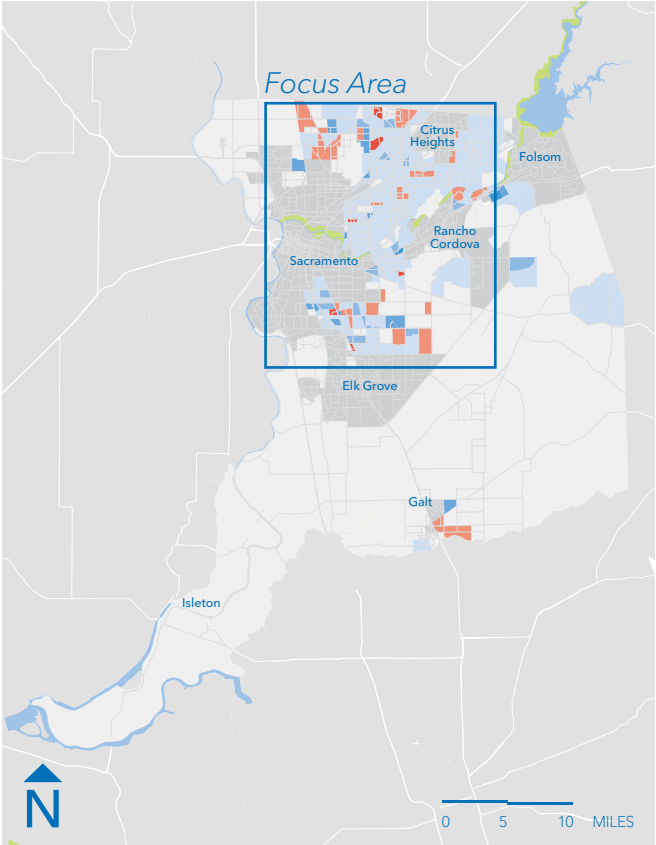 Focus Area
Citrus
Heights
Folsom
Rancho
Cordova
Sacramento
Elk Grove
Galt
Isleton
N
0 5 10 MILES